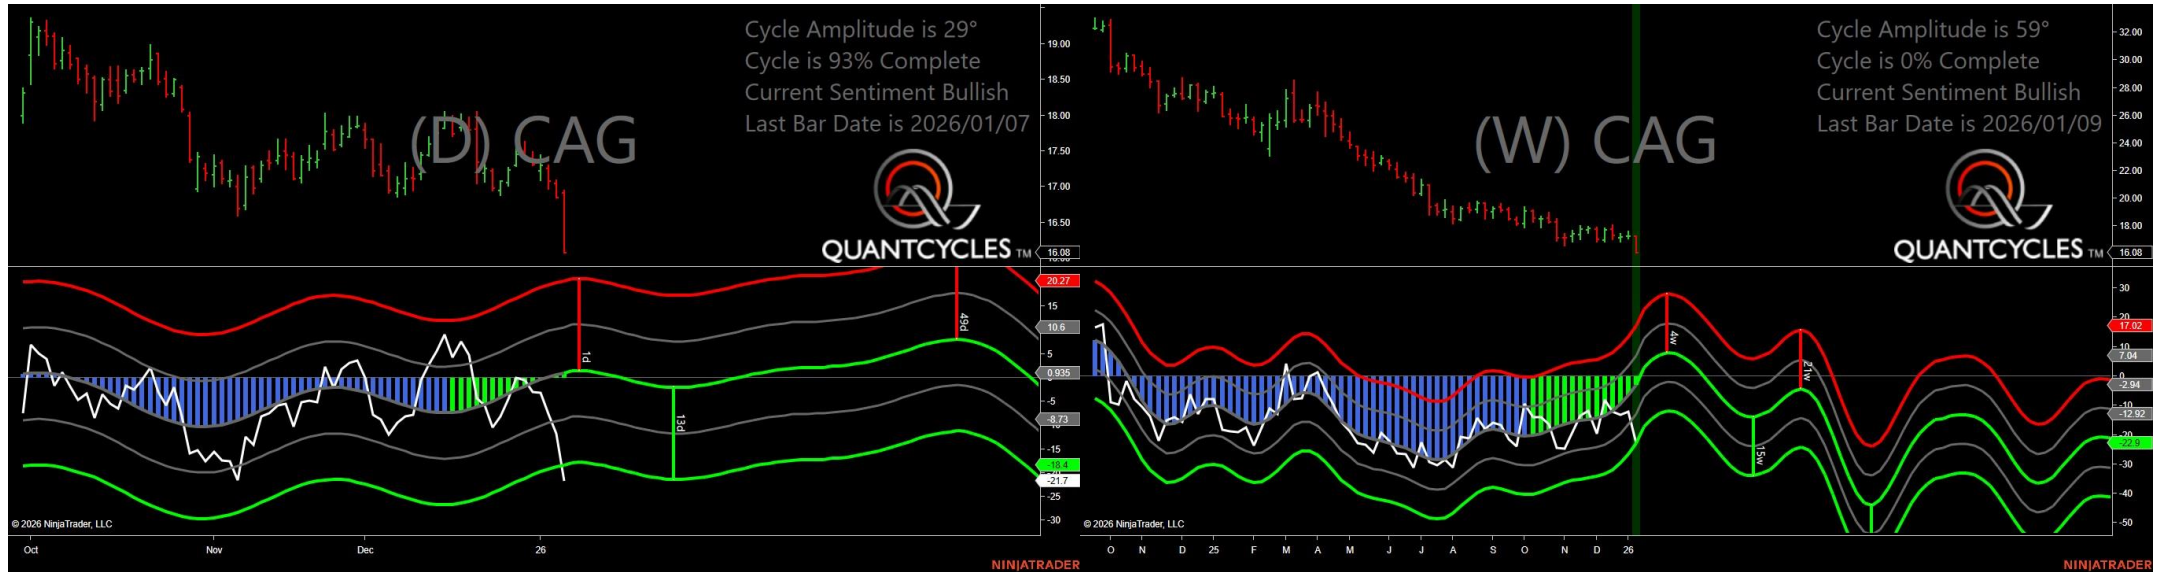 Cycle Amplitude is 29°
Cycle is 93% Complete
Current Sentiment Bullish
Last Bar Date is 2026/01/07
(D) CAG
QUANTCYCLES TM
19.00
18.50
18.00
17.50
17.00
16.50
16.08
20.27
15
10.6
5
0.935
-5
-8.73
-15
-18.4
-21.7
-25
-30
1d
13d
49d
© 2026 NinjaTrader, LLC
Oct Nov Dec 26
NINJATRADER
Cycle Amplitude is 59°
Cycle is 0% Complete
Current Sentiment Bullish
Last Bar Date is 2026/01/09
(W) CAG
QUANTCYCLES TM
32.00
30.00
28.00
26.00
24.00
22.00
20.00
18.00
16.08
30
17.02
10
7.04
0
-2.94
-12.92
-22.9
-30
-40
-50
4w
15w
21w
© 2026 NinjaTrader, LLC
O N D 25 F M A M J J A S O N D 26
NINJATRADER